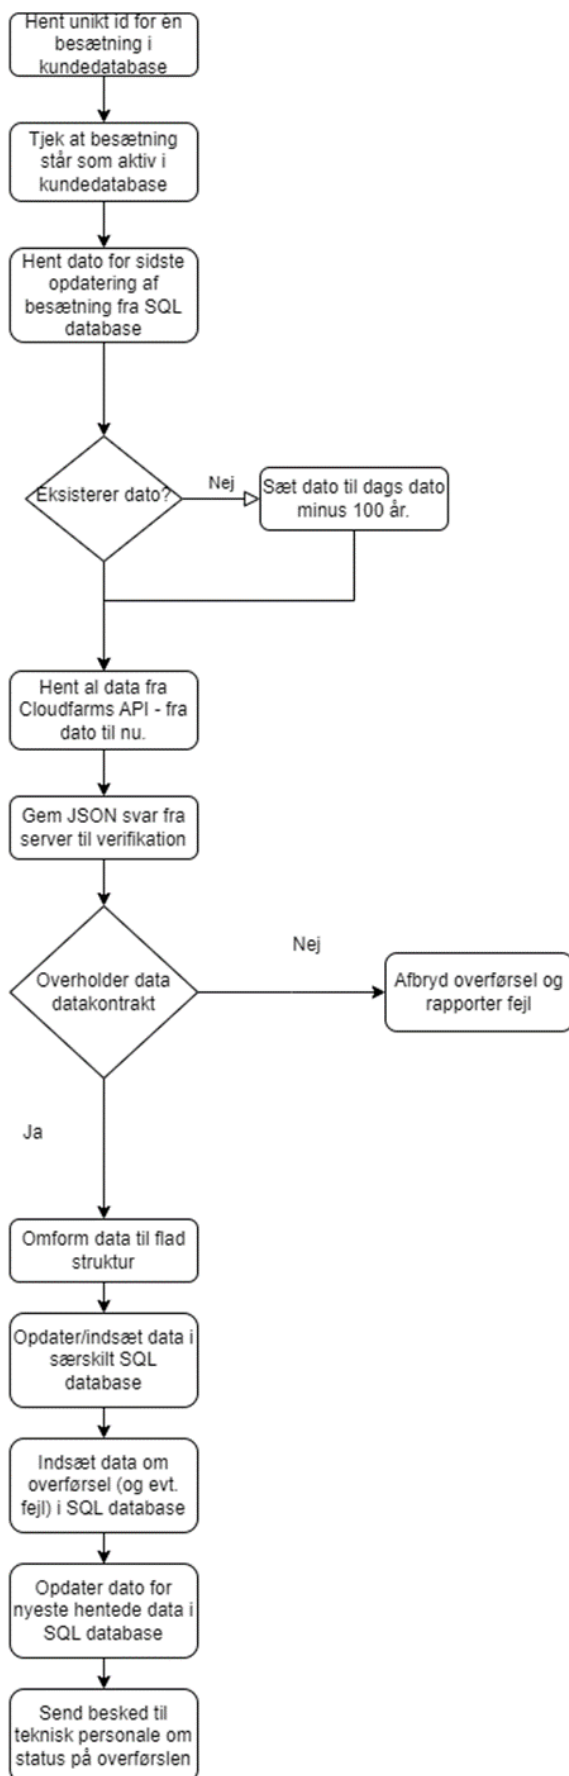 Hent unikt id for én
besætning i
kundedatabase
Tjek at besætning
står som aktiv i
kundedatabase
Hent dato for sidste
opdatering af
besætning fra SQL
database
Eksisterer dato?
Nej
Sæt dato til dags dato
minus 100 år.
Hent al data fra
Cloudfarms API - fra
dato til nu.
Gem JSON svar fra
server til verifikation
Overholder data
datakontrakt
Nej
Afbryd overførsel og
rapporter fejl
Ja
Omform data til flad
struktur
Opdater/indsæt data i
særskilt SQL
database
Indsæt data om
overførsel (og evt.
fejl) i SQL database
Opdater dato for
nyeste hentede data i
SQL database
Send besked til
teknisk personale om
status på overførslen